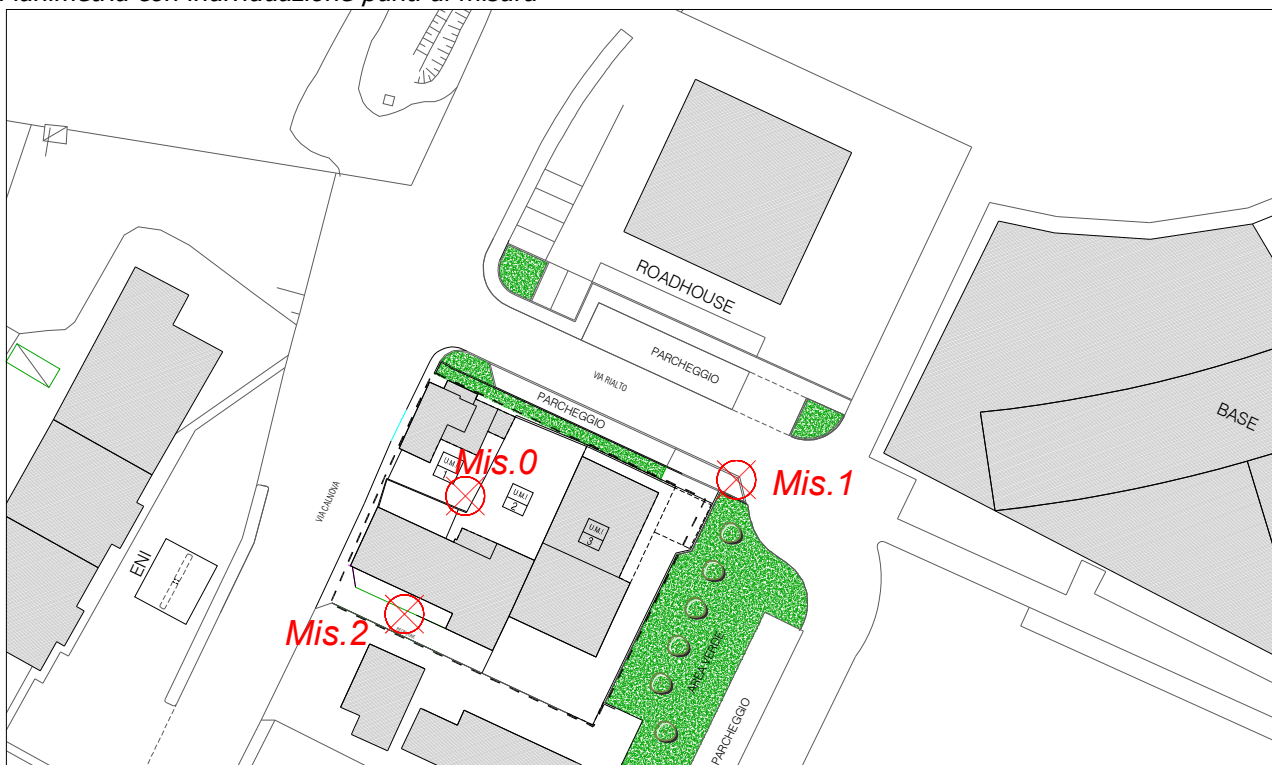 ROADHOUSE
PARCHEGGIO
VIA RIALTO
PARCHEGGIO
BASE
U.M.I
1
Mis.0
U.M.I
2
U.M.I
3
Mis.1
VIA CALNOVA
ENI
Mis.2
AREA VERDE
PARCHEGGIO